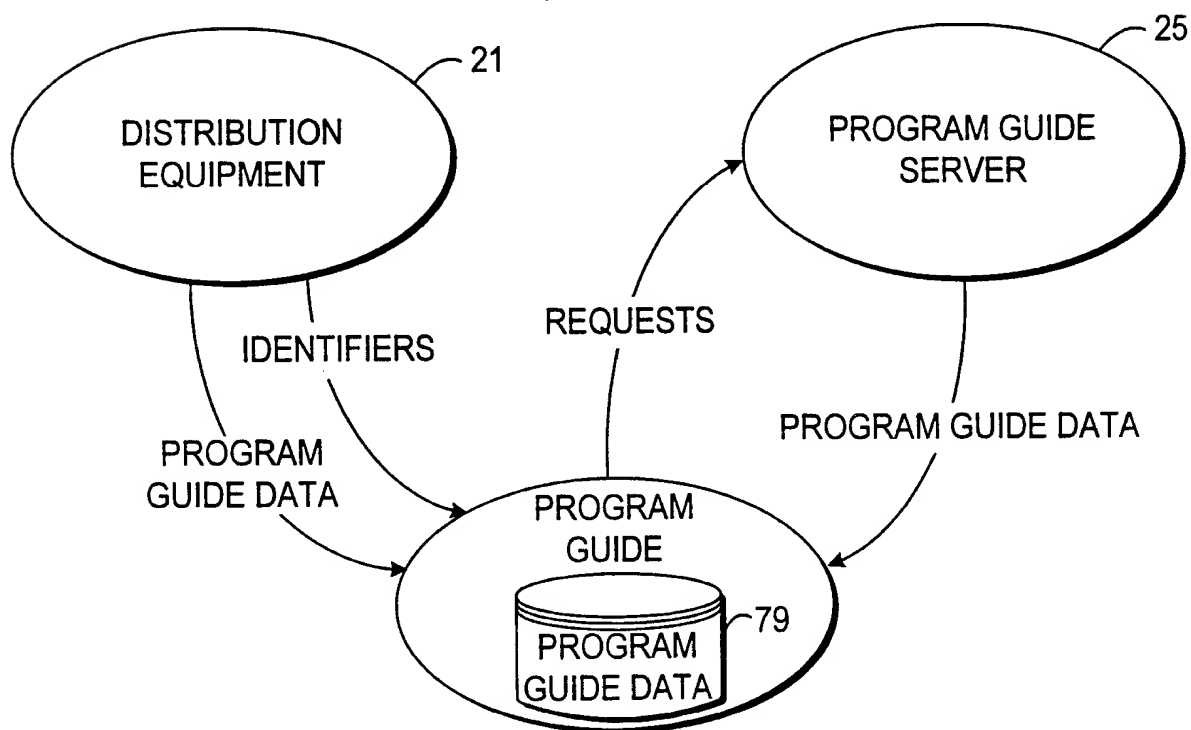 21
25
DISTRIBUTION
EQUIPMENT
PROGRAM GUIDE
SERVER
IDENTIFIERS
REQUESTS
PROGRAM
GUIDE DATA
PROGRAM GUIDE DATA
PROGRAM
GUIDE
79
PROGRAM
GUIDE DATA